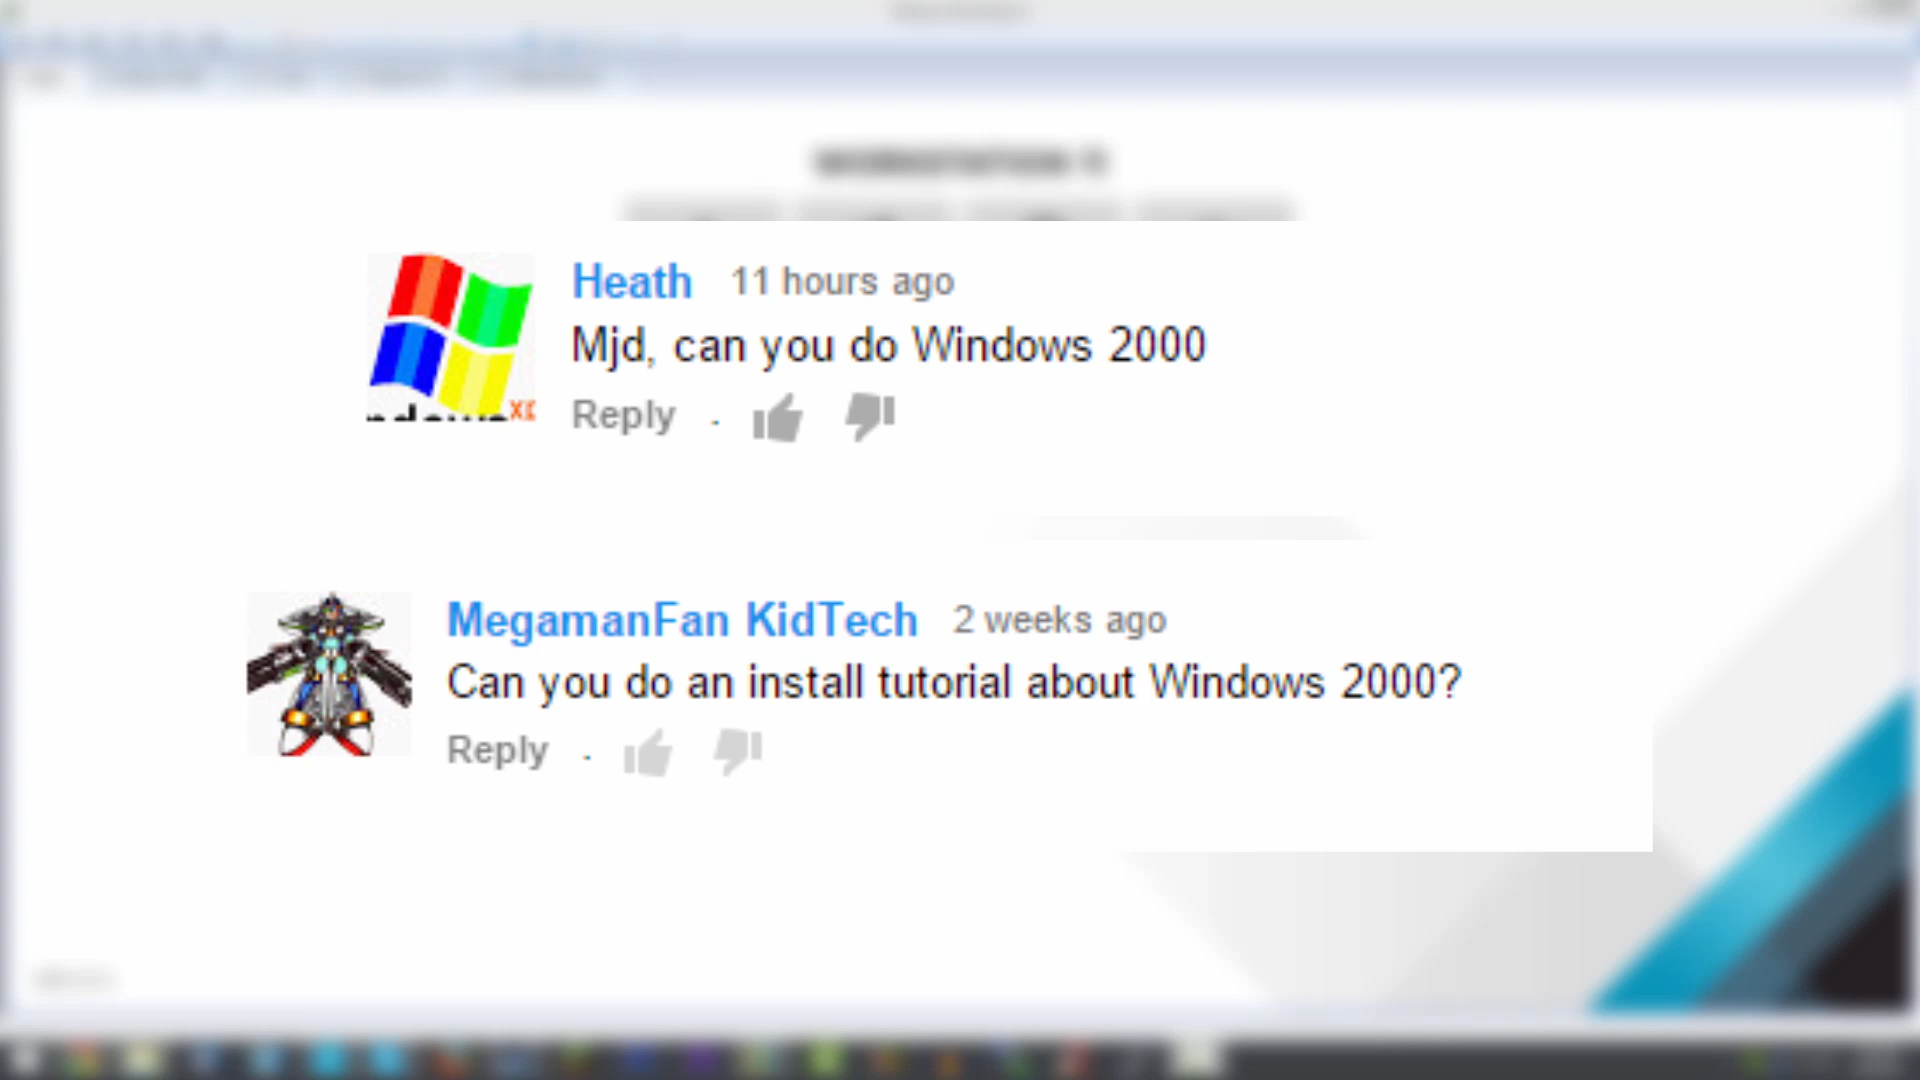 Heath 11 hours ago
Mjd, can you do Windows 2000
Reply
MegamanFan KidTech 2 weeks ago
Can you do an install tutorial about Windows 2000?
Reply